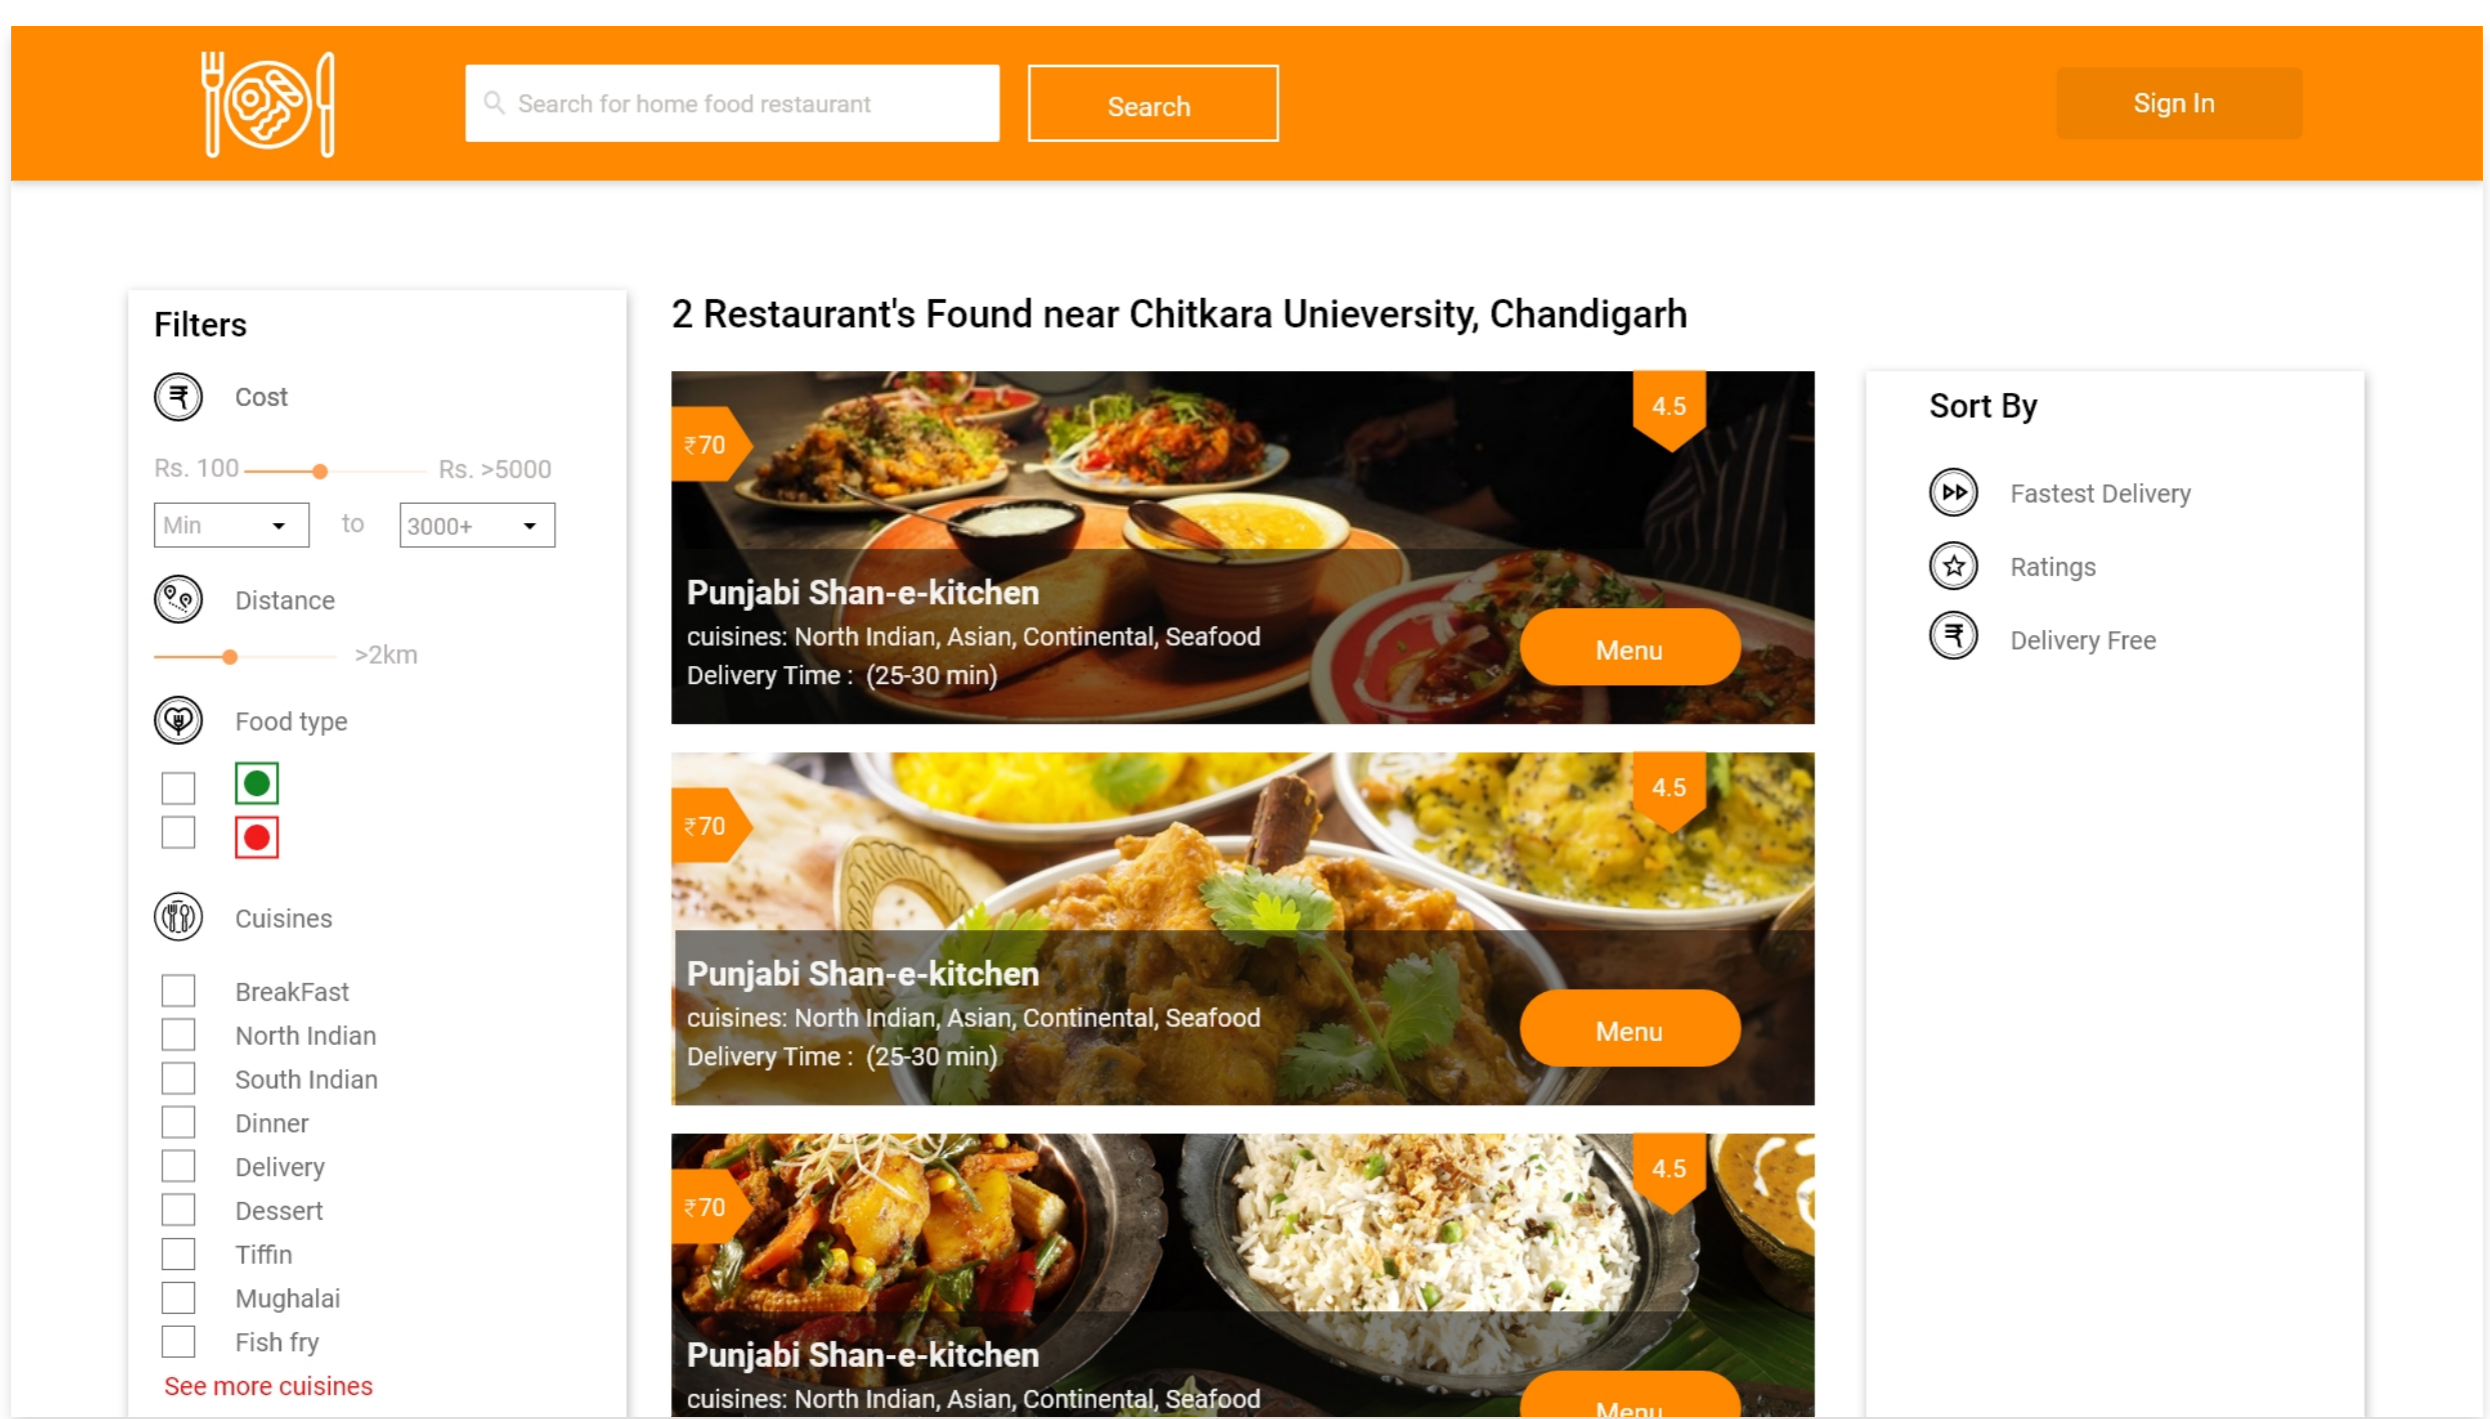 Search for home food restaurant
Search
Sign In
Filters
Cost
Rs. 100
Rs. >5000
Min
to
3000+
Distance
>2km
Food type
Cuisines
BreakFast
North Indian
South Indian
Dinner
Delivery
Dessert
Tiffin
Mughalai
Fish fry
See more cuisines
2 Restaurant's Found near Chitkara Unieversity, Chandigarh
₹70
4.5
Punjabi Shan-e-kitchen
cuisines: North Indian, Asian, Continental, Seafood
Delivery Time : (25-30 min)
Menu
₹70
4.5
Punjabi Shan-e-kitchen
cuisines: North Indian, Asian, Continental, Seafood
Delivery Time : (25-30 min)
Menu
₹70
4.5
Punjabi Shan-e-kitchen
cuisines: North Indian, Asian, Continental, Seafood
Menu
Sort By
Fastest Delivery
Ratings
Delivery Free